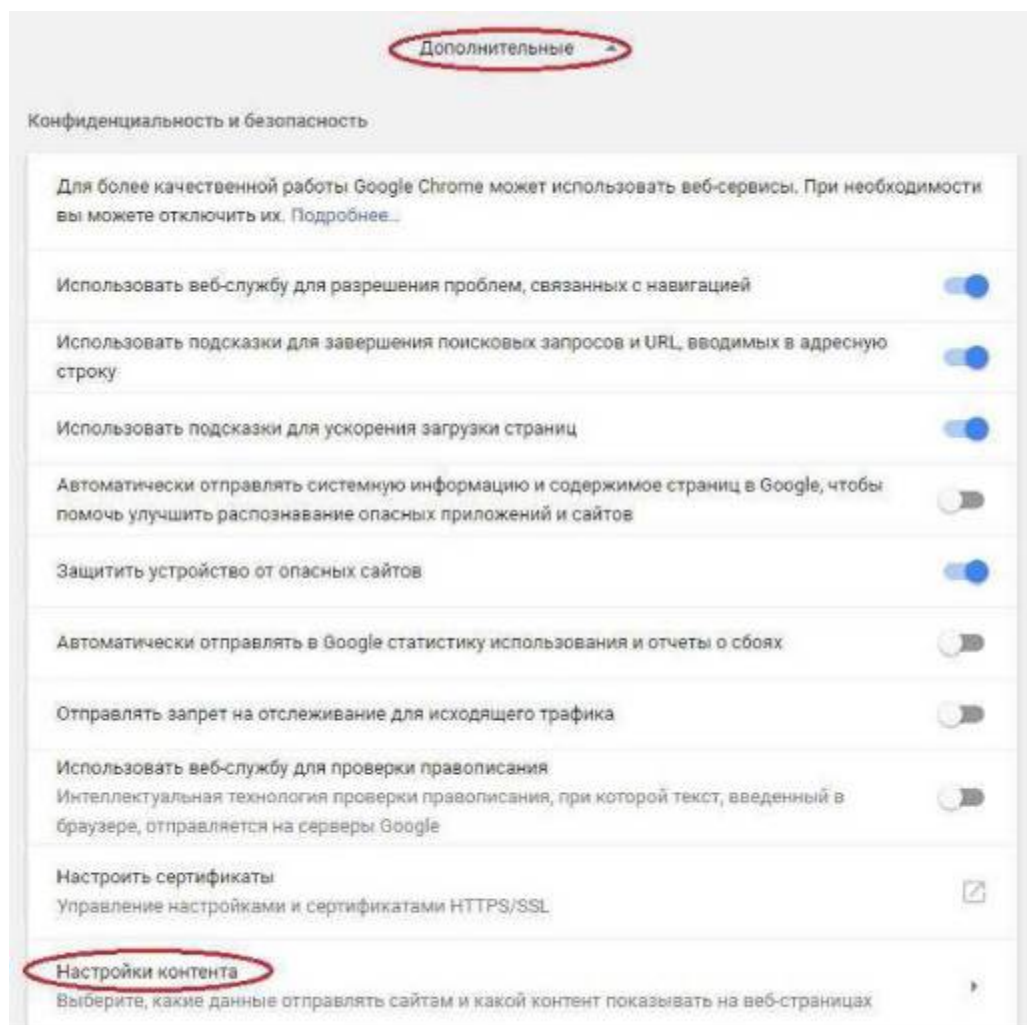 Дополнительные
Конфиденциальность и безопасность
Для более качественной работы Google Chrome может использовать веб-сервисы. При необходимости
вы можете отключить их. Подробнее...
Использовать веб-службу для разрешения проблем, связанных с навигацией
Использовать подсказки для завершения поисковых запросов и URL, вводимых в адресную
строку
Использовать подсказки для ускорения загрузки страниц
Автоматически отправлять системную информацию и содержимое страниц в Google, чтобы
помочь улучшить распознавание опасных приложений и сайтов
Защитить устройство от опасных сайтов
Автоматически отправлять в Google статистику использования и отчеты о сбоях
Отправлять запрет на отслеживание для исходящего трафика
Использовать веб-службу для проверки правописания
Интеллектуальная технология проверки правописания, при которой текст, введенный в
браузере, отправляется на серверы Google
Настроить сертификаты
Управление настройками и сертификатами HTTPS/SSL
Настройки контента
Выберите, какие данные отправлять сайтам и какой контент показывать на веб-страницах